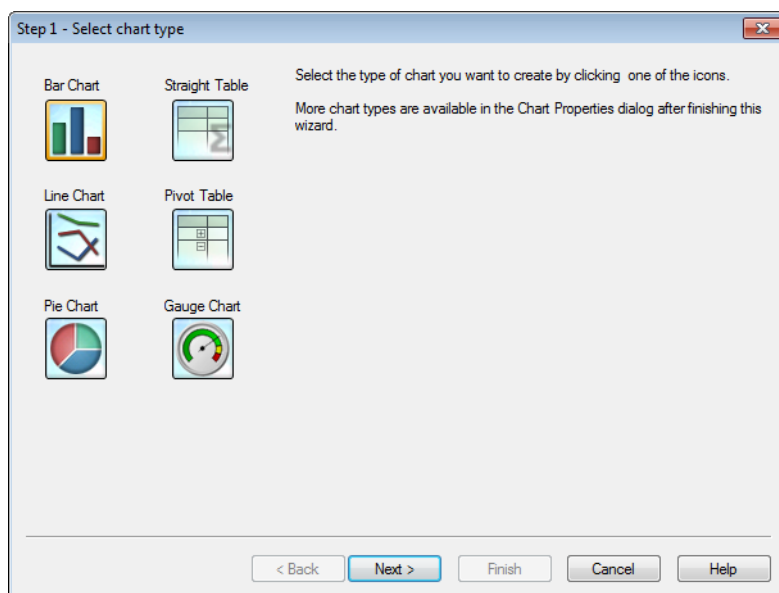 Step 1 - Select chart type
Bar Chart
Straight Table
Select the type of chart you want to create by clicking one of the icons.
More chart types are available in the Chart Properties dialog after finishing this
wizard.
Line Chart
Pivot Table
Pie Chart
Gauge Chart
< Back
Next >
Finish
Cancel
Help